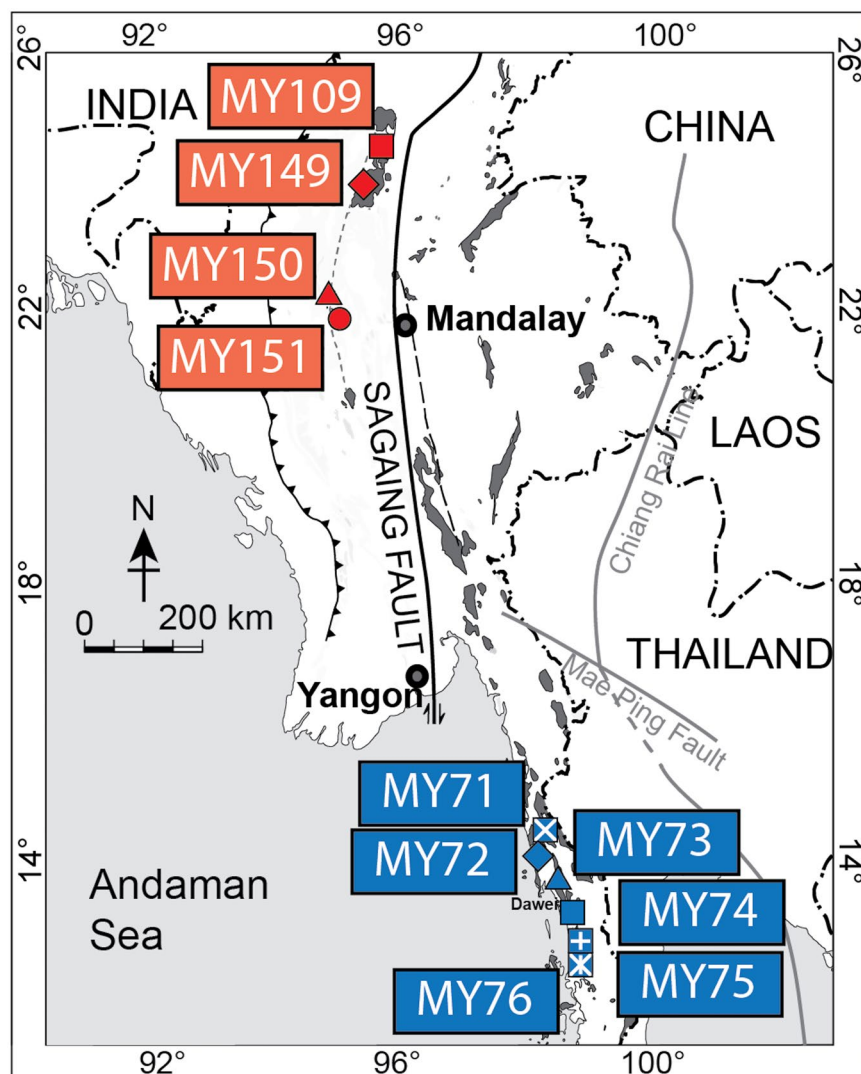 92°
96°
100°
26°
26°
INDIA
MY109
CHINA
MY149
MY150
22°
22°
Mandalay
MY151
SAGAING FAULT
Chiang Rai Line
LAOS
N
18°
18°
0
200 km
THAILAND
Mae Ping Fault
Yangon
MY71
MY73
MY72
14°
14°
Andaman
Sea
Dawei
MY74
MY76
MY75
92°
96°
100°